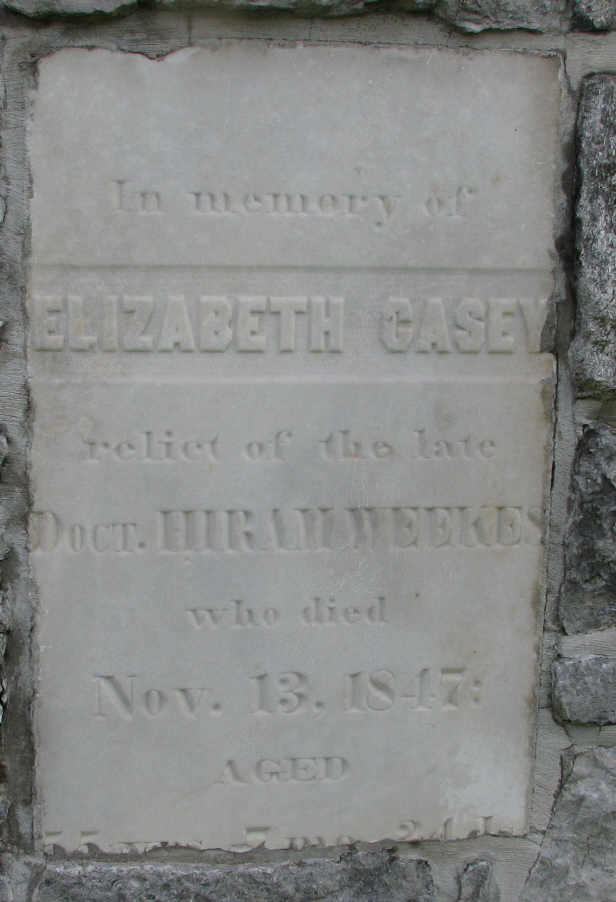 In memory of
ELIZABETH CASEY
relict of the late
DOCT. HIRAM WEEKES
who died
Nov. 13, 1847:
AGED